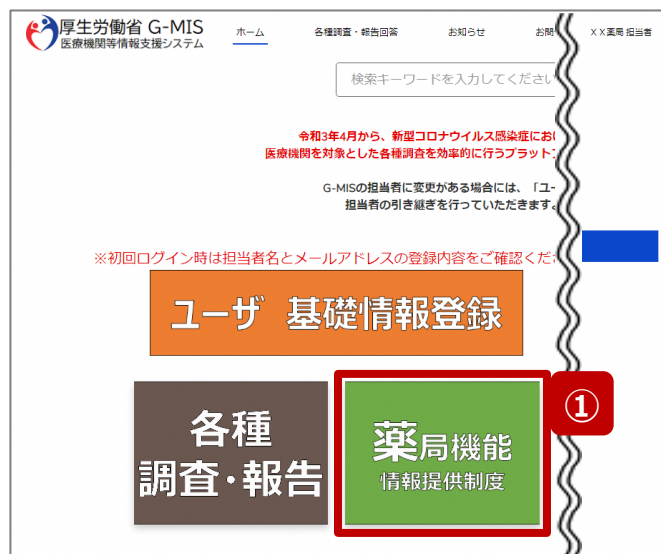 厚生労働省 G-MIS
医療機関等情報支援システム
ホーム 各種調査・報告回答 お知らせ お問 XX薬局 担当者
検索キーワードを入力してください
令和3年4月から、新型コロナウイルス感染症にお
医療機関を対象とした各種調査を効率的に行うプラット
G-MISの担当者に変更がある場合には、「ユー
担当者の引き継ぎを行っていただきます。
※初回ログイン時は担当者名とメールアドレスの登録内容をご確認くだ
ユーザ 基礎情報登録
各種
調査・報告
薬局機能
情報提供制度
①